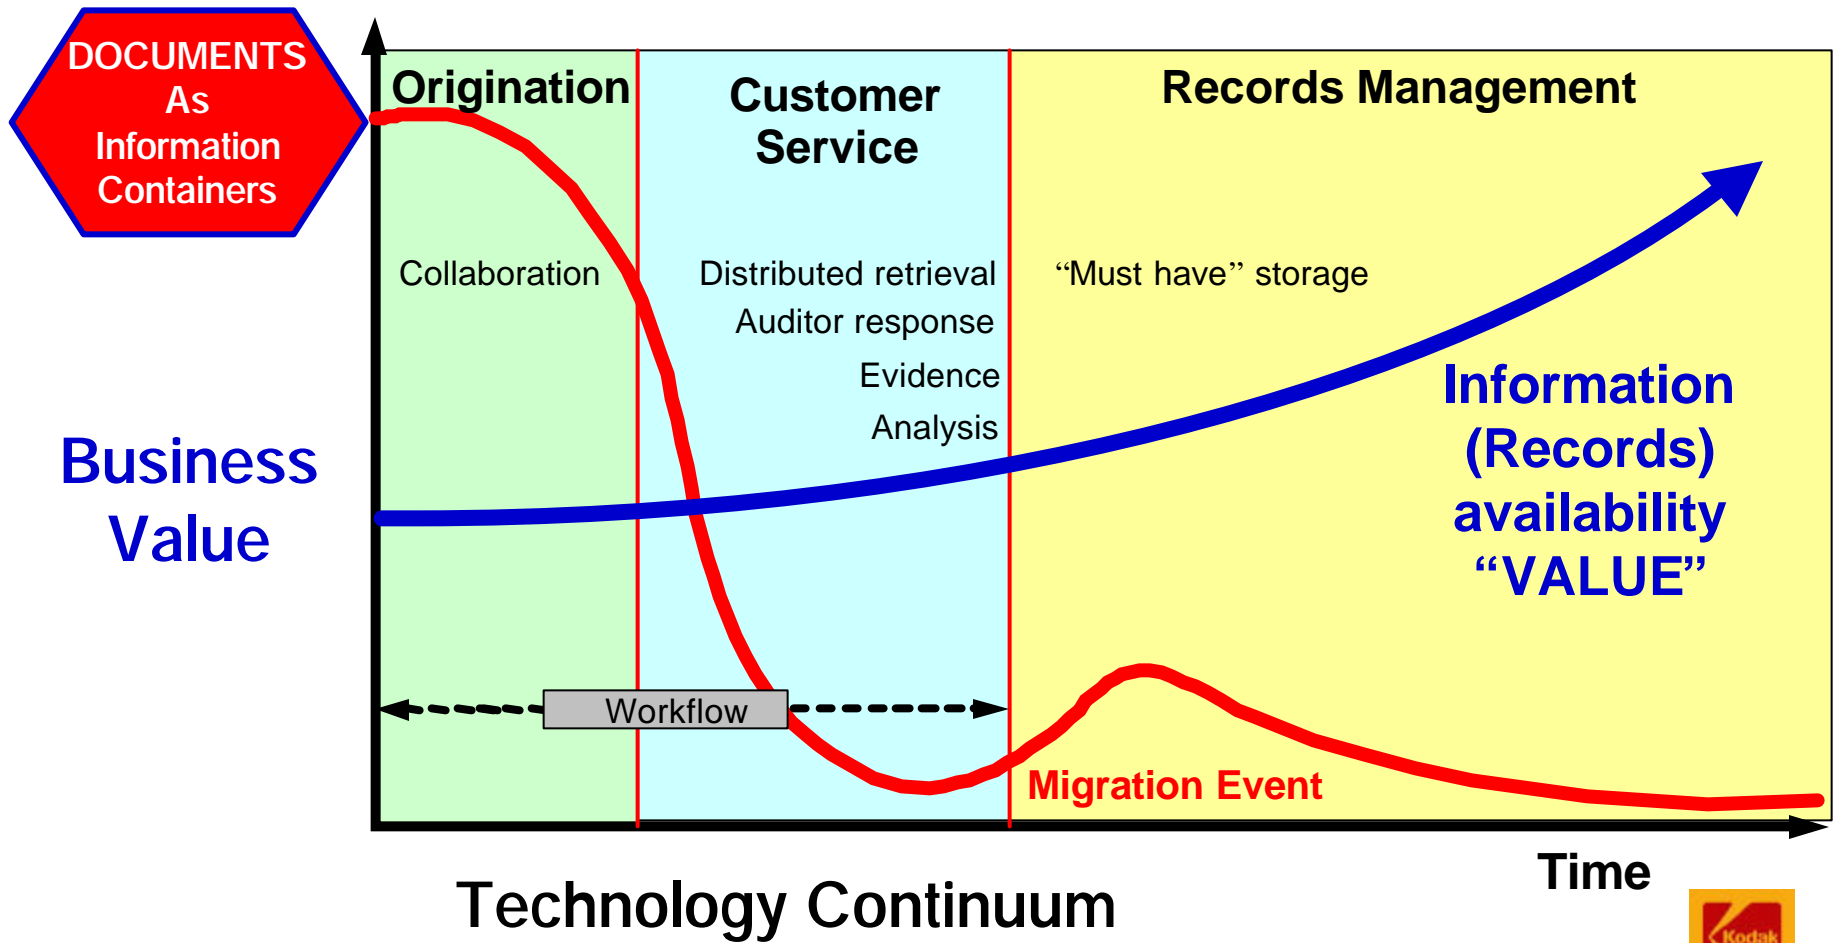 DOCUMENTS
As
Information
Containers
Origination
Customer
Service
Records Management
Collaboration
Distributed retrieval
Auditor response
Evidence
Analysis
“Must have” storage
Business
Value
Information
(Records)
availability
“VALUE”
Workflow
Migration Event
Time
Technology Continuum
Kodak